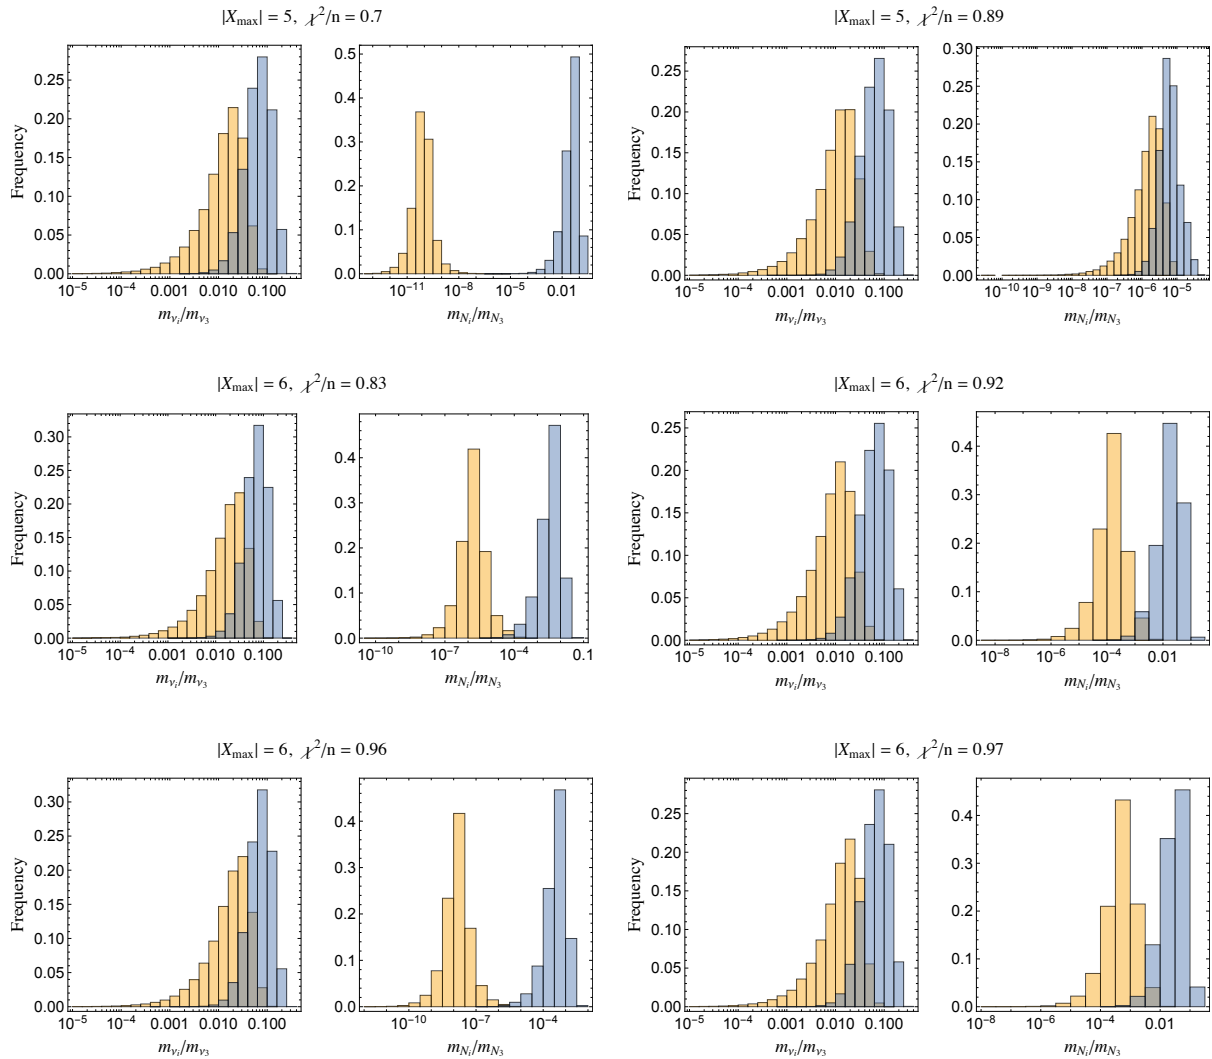 |X_max| = 5, χ²/n = 0.7
Frequency
0.25
0.20
0.15
0.10
0.05
0.00
10⁻⁵ 10⁻⁴ 0.001 0.010 0.100
m_νi/m_ν3
0.5
0.4
0.3
0.2
0.1
0.0
10⁻¹¹ 10⁻⁸ 10⁻⁵ 0.01
m_Ni/m_N3
|X_max| = 5, χ²/n = 0.89
Frequency
0.25
0.20
0.15
0.10
0.05
0.00
10⁻⁵ 10⁻⁴ 0.001 0.010 0.100
m_νi/m_ν3
0.30
0.25
0.20
0.15
0.10
0.05
0.00
10⁻¹⁰ 10⁻⁹ 10⁻⁸ 10⁻⁷ 10⁻⁶ 10⁻⁵
m_Ni/m_N3
|X_max| = 6, χ²/n = 0.83
Frequency
0.30
0.25
0.20
0.15
0.10
0.05
0.00
10⁻⁵ 10⁻⁴ 0.001 0.010 0.100
m_νi/m_ν3
0.4
0.3
0.2
0.1
0.0
10⁻¹⁰ 10⁻⁷ 10⁻⁴ 0.1
m_Ni/m_N3
|X_max| = 6, χ²/n = 0.92
Frequency
0.25
0.20
0.15
0.10
0.05
0.00
10⁻⁵ 10⁻⁴ 0.001 0.010 0.100
m_νi/m_ν3
0.4
0.3
0.2
0.1
0.0
10⁻⁸ 10⁻⁶ 10⁻⁴ 0.01
m_Ni/m_N3
|X_max| = 6, χ²/n = 0.96
Frequency
0.30
0.25
0.20
0.15
0.10
0.05
0.00
10⁻⁵ 10⁻⁴ 0.001 0.010 0.100
m_νi/m_ν3
0.4
0.3
0.2
0.1
0.0
10⁻¹⁰ 10⁻⁷ 10⁻⁴
m_Ni/m_N3
|X_max| = 6, χ²/n = 0.97
Frequency
0.25
0.20
0.15
0.10
0.05
0.00
10⁻⁵ 10⁻⁴ 0.001 0.010 0.100
m_νi/m_ν3
0.4
0.3
0.2
0.1
0.0
10⁻⁸ 10⁻⁶ 10⁻⁴ 0.01
m_Ni/m_N3